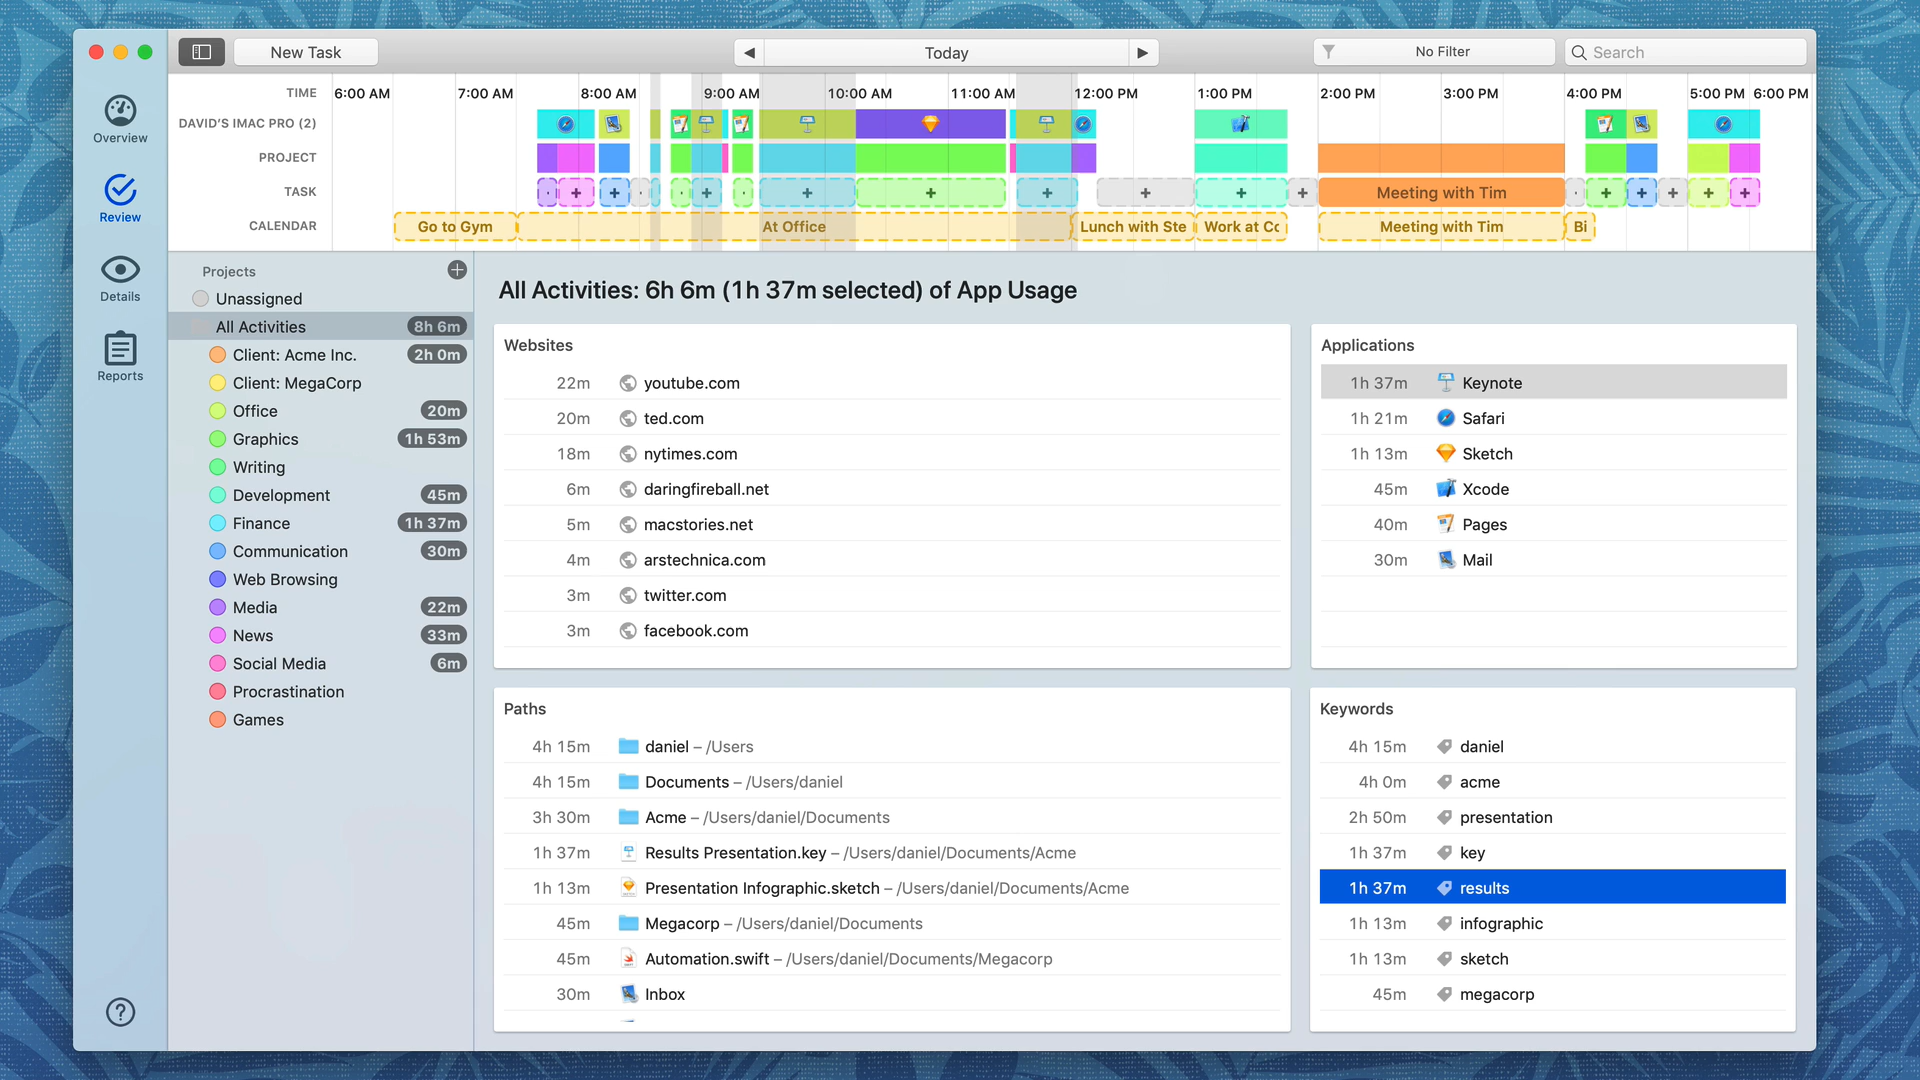 New Task
Today
No Filter
Search
TIME 6:00 AM 7:00 AM 8:00 AM 9:00 AM 10:00 AM 11:00 AM 12:00 PM 1:00 PM 2:00 PM 3:00 PM 4:00 PM 5:00 PM 6:00 PM
DAVID'S IMAC PRO (2)
PROJECT
TASK Meeting with Tim
CALENDAR Go to Gym At Office Lunch with Ste Work at Cc Meeting with Tim Bi
Overview
Review
Details
Reports
Projects
Unassigned
All Activities 8h 6m
Client: Acme Inc. 2h 0m
Client: MegaCorp
Office 20m
Graphics 1h 53m
Writing
Development 45m
Finance 1h 37m
Communication 30m
Web Browsing
Media 22m
News 33m
Social Media 6m
Procrastination
Games
All Activities: 6h 6m (1h 37m selected) of App Usage
Websites
22m youtube.com
20m ted.com
18m nytimes.com
6m daringfireball.net
5m macstories.net
4m arstechnica.com
3m twitter.com
3m facebook.com
Applications
1h 37m Keynote
1h 21m Safari
1h 13m Sketch
45m Xcode
40m Pages
30m Mail
Paths
4h 15m daniel – /Users
4h 15m Documents – /Users/daniel
3h 30m Acme – /Users/daniel/Documents
1h 37m Results Presentation.key – /Users/daniel/Documents/Acme
1h 13m Presentation Infographic.sketch – /Users/daniel/Documents/Acme
45m Megacorp – /Users/daniel/Documents
45m Automation.swift – /Users/daniel/Documents/Megacorp
30m Inbox
Keywords
4h 15m daniel
4h 0m acme
2h 50m presentation
1h 37m key
1h 37m results
1h 13m infographic
1h 13m sketch
45m megacorp